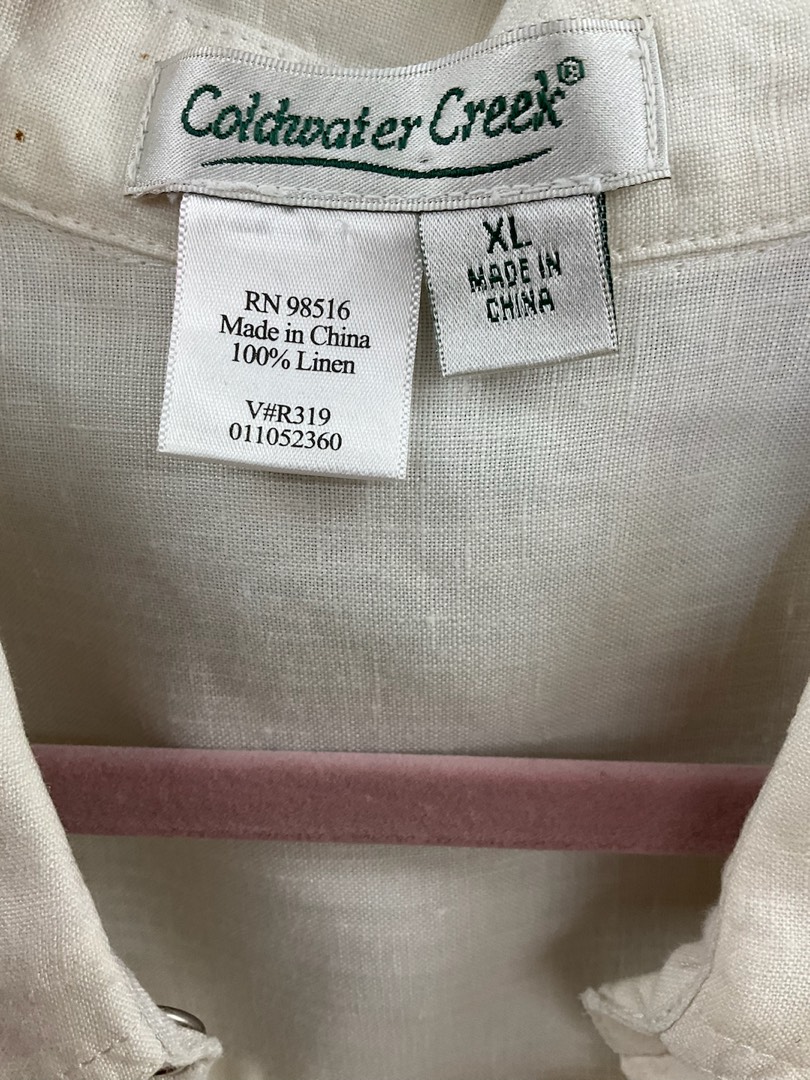 Coldwater Creek®
RN 98516
Made in China
100% Linen
V#R319
011052360
XL
MADE IN
CHINA